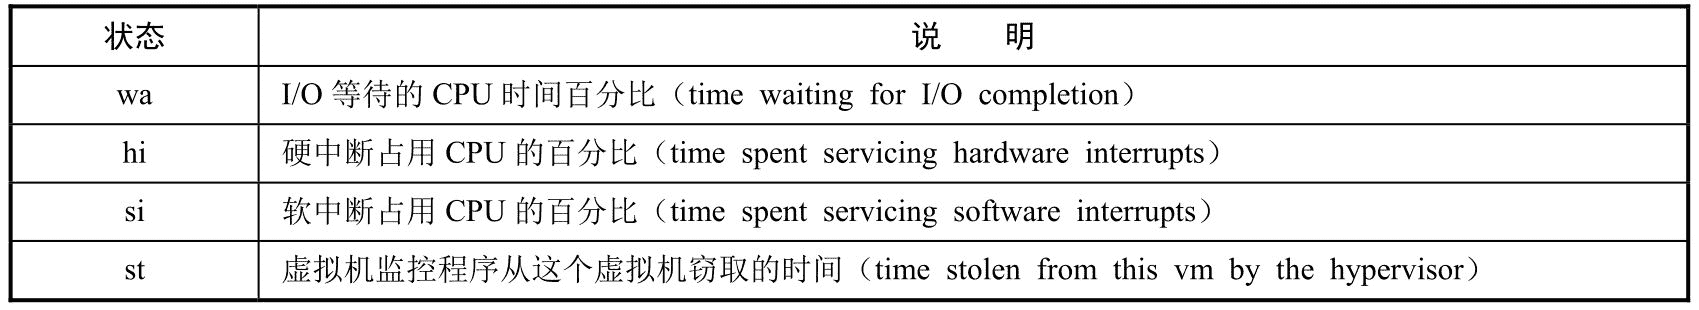 状态 说 明
wa I/O 等待的 CPU 时间百分比（time waiting for I/O completion）
hi 硬中断占用 CPU 的百分比（time spent servicing hardware interrupts）
si 软中断占用 CPU 的百分比（time spent servicing software interrupts）
st 虚拟机监控程序从这个虚拟机窃取的时间（time stolen from this vm by the hypervisor）